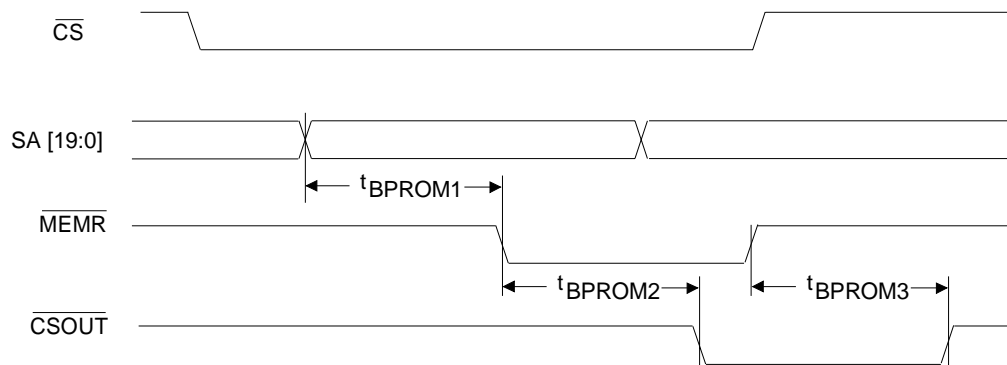 CS
SA [19:0]
tBPROM1
MEMR
tBPROM2
tBPROM3
CSOUT